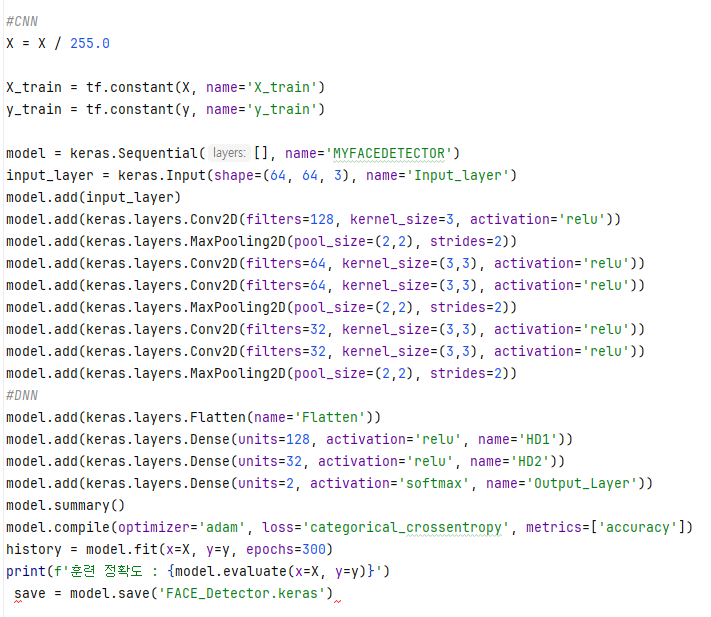 #CNN
X = X / 255.0
X_train = tf.constant(X, name='X_train')
y_train = tf.constant(y, name='y_train')
model = keras.Sequential( layers: [], name='MYFACEDETECTOR')
input_layer = keras.Input(shape=(64, 64, 3), name='Input_layer')
model.add(input_layer)
model.add(keras.layers.Conv2D(filters=128, kernel_size=3, activation='relu'))
model.add(keras.layers.MaxPooling2D(pool_size=(2,2), strides=2))
model.add(keras.layers.Conv2D(filters=64, kernel_size=(3,3), activation='relu'))
model.add(keras.layers.Conv2D(filters=64, kernel_size=(3,3), activation='relu'))
model.add(keras.layers.MaxPooling2D(pool_size=(2,2), strides=2))
model.add(keras.layers.Conv2D(filters=32, kernel_size=(3,3), activation='relu'))
model.add(keras.layers.Conv2D(filters=32, kernel_size=(3,3), activation='relu'))
model.add(keras.layers.MaxPooling2D(pool_size=(2,2), strides=2))
#DNN
model.add(keras.layers.Flatten(name='Flatten'))
model.add(keras.layers.Dense(units=128, activation='relu', name='HD1'))
model.add(keras.layers.Dense(units=32, activation='relu', name='HD2'))
model.add(keras.layers.Dense(units=2, activation='softmax', name='Output_Layer'))
model.summary()
model.compile(optimizer='adam', loss='categorical_crossentropy', metrics=['accuracy'])
history = model.fit(x=X, y=y, epochs=300)
print(f'훈련 정확도 : {model.evaluate(x=X, y=y)}')
save = model.save('FACE_Detector.keras')